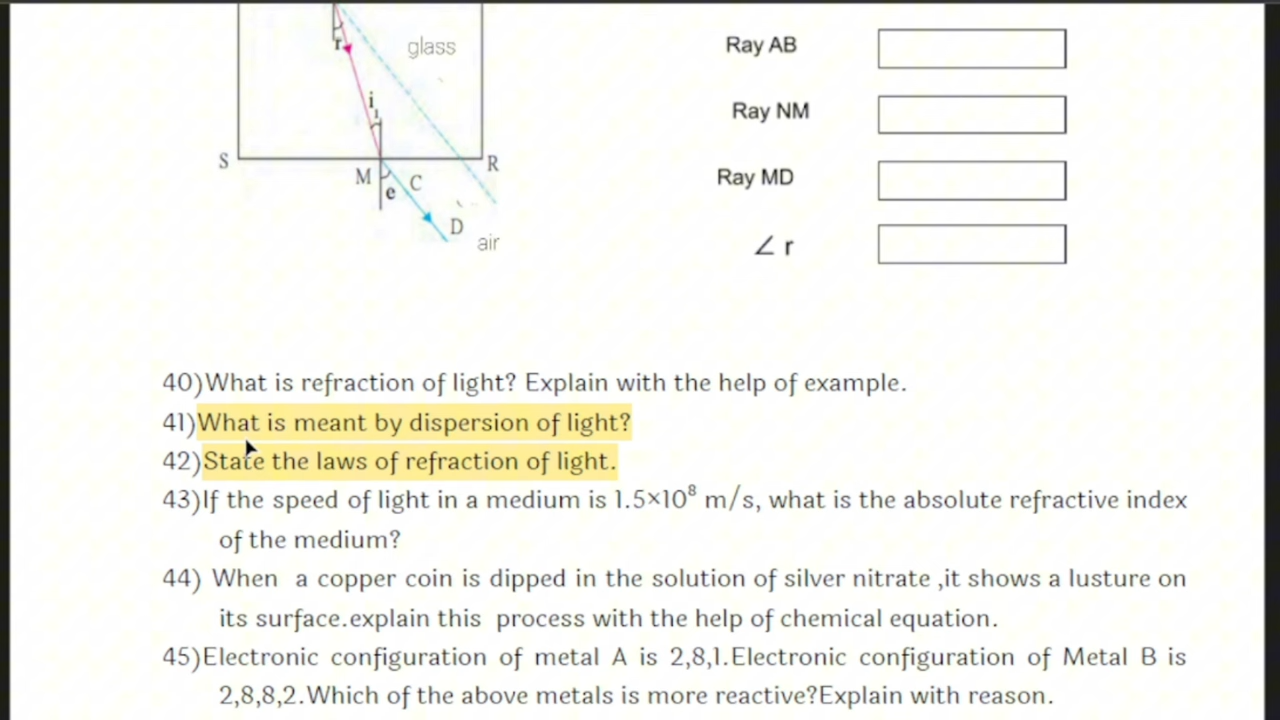 r
glass
i
S
M
e
C
R
D
air
Ray AB
Ray NM
Ray MD
∠ r
40)What is refraction of light? Explain with the help of example.
41)What is meant by dispersion of light?
42)State the laws of refraction of light.
43)If the speed of light in a medium is 1.5×10⁸ m/s, what is the absolute refractive index
of the medium?
44) When a copper coin is dipped in the solution of silver nitrate ,it shows a lusture on
its surface.explain this process with the help of chemical equation.
45)Electronic configuration of metal A is 2,8,1.Electronic configuration of Metal B is
2,8,8,2.Which of the above metals is more reactive?Explain with reason.